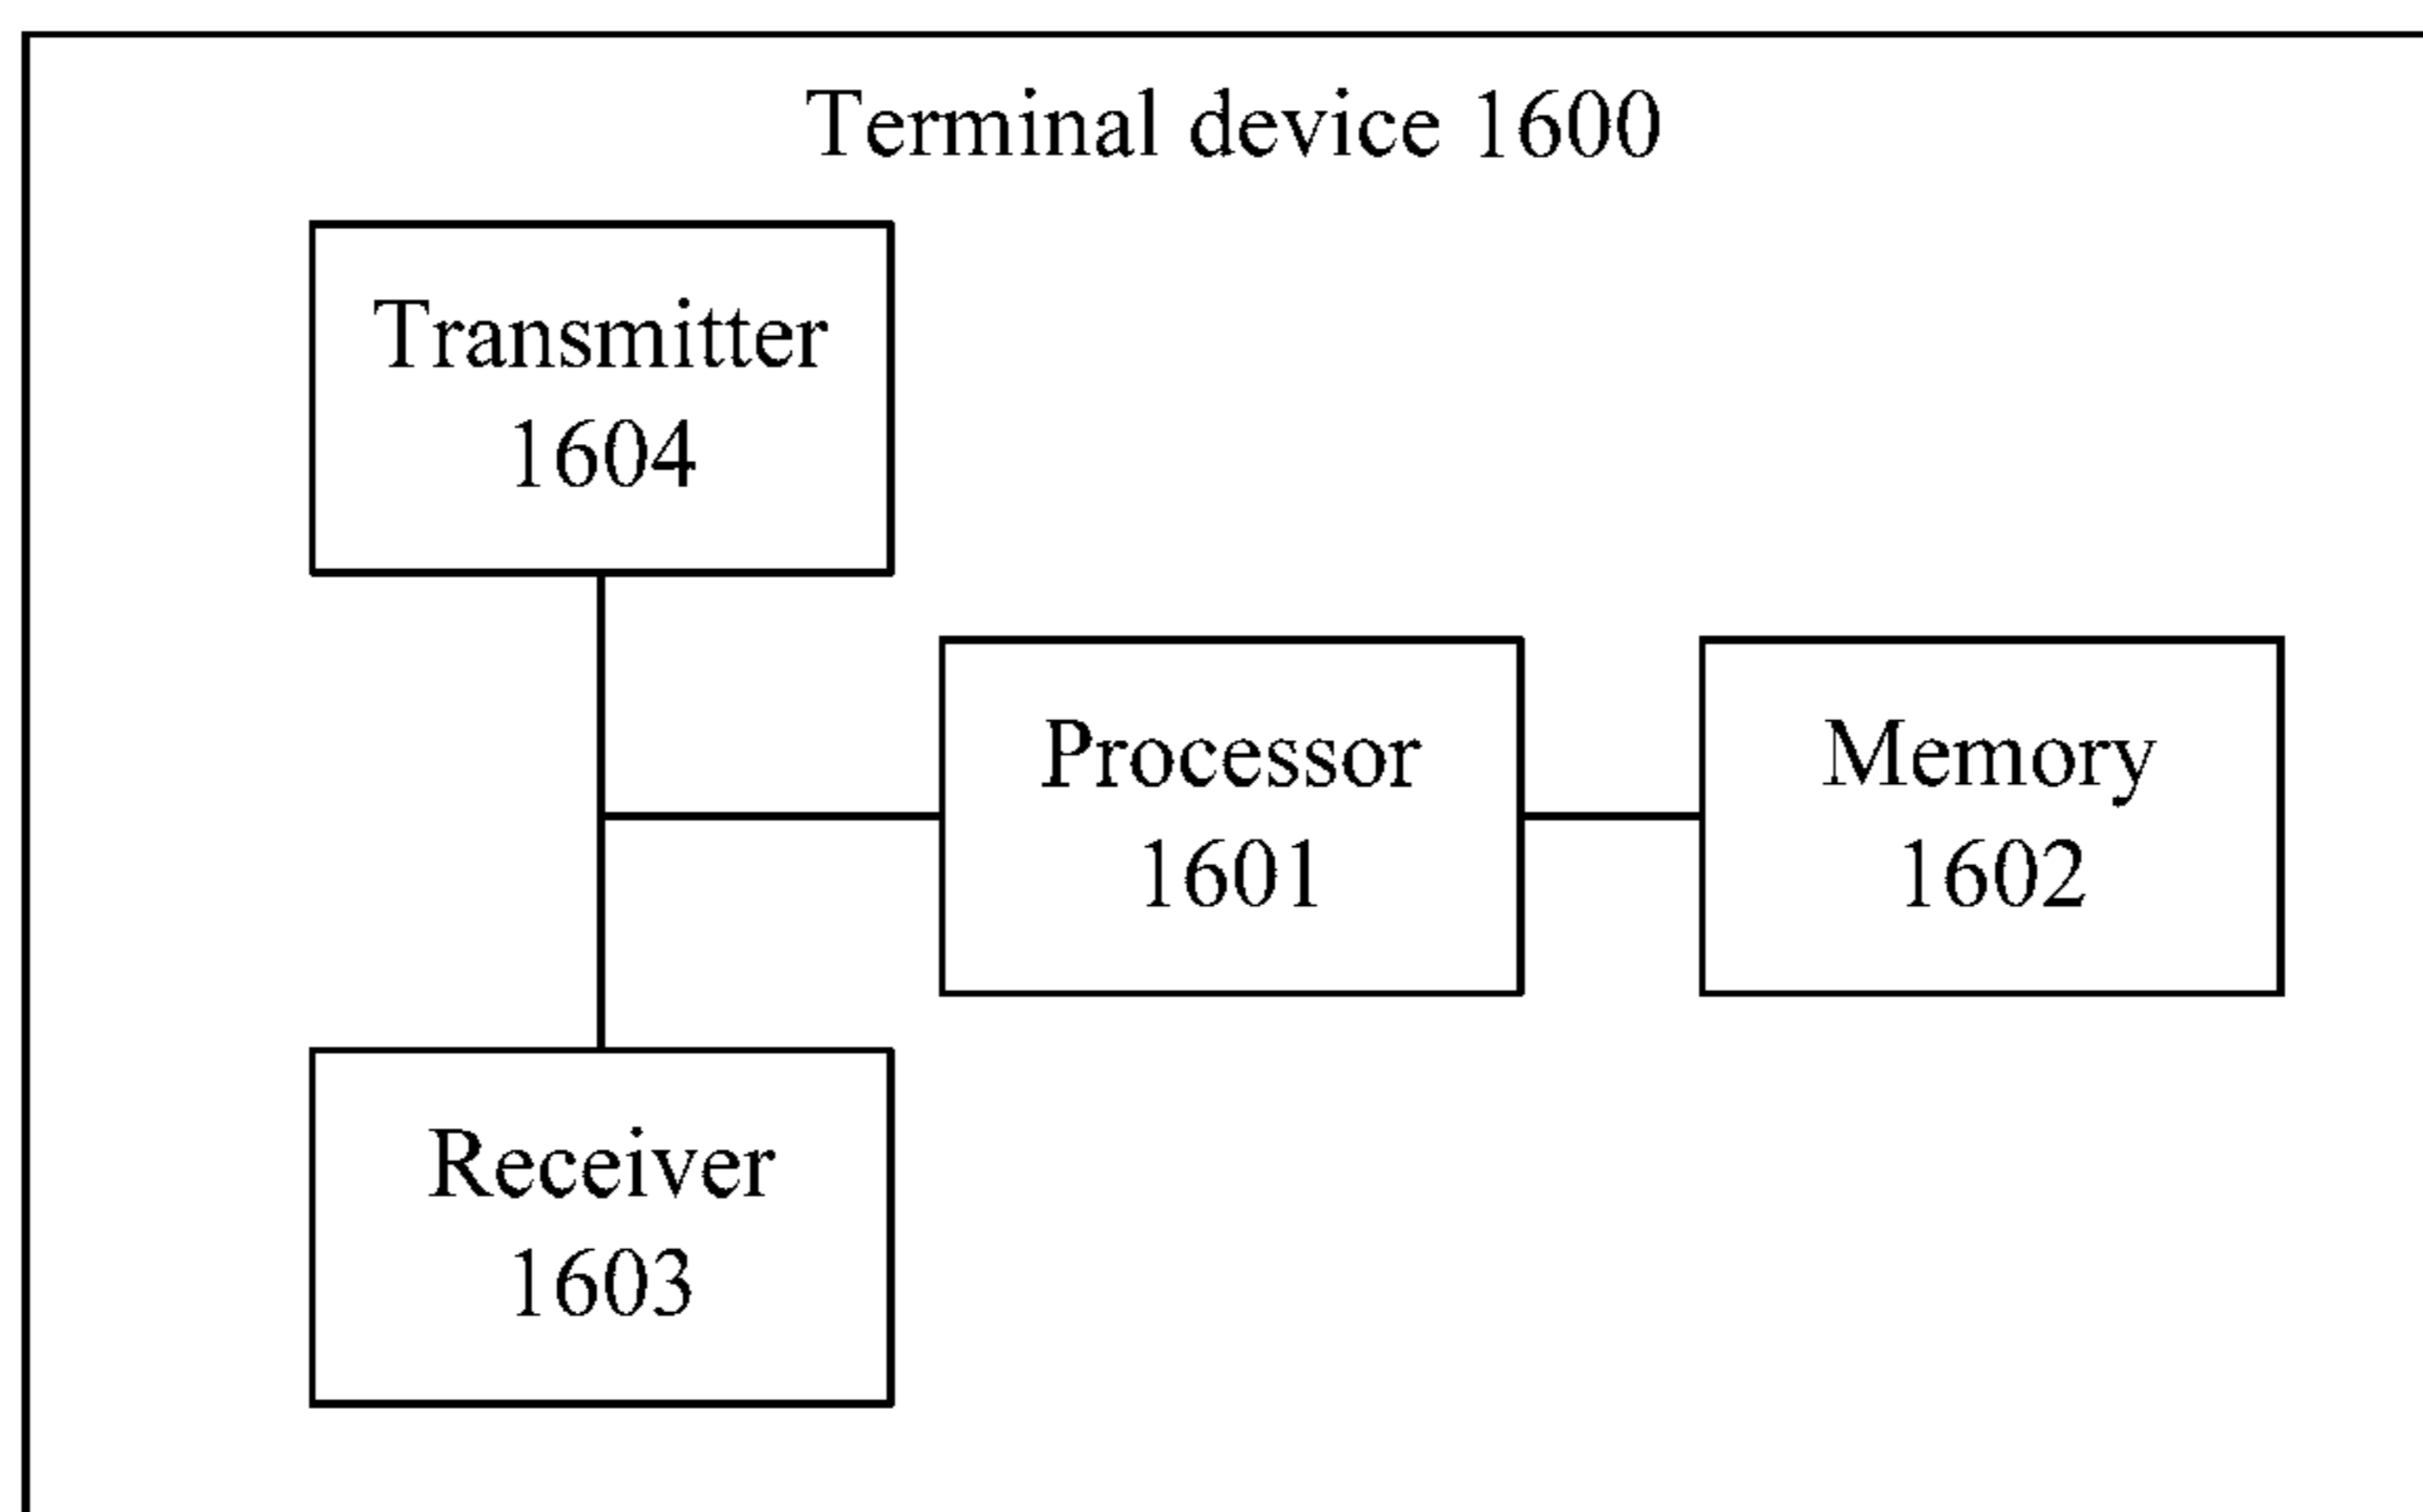 Terminal device 1600
Transmitter
1604
Processor
1601
Memory
1602
Receiver
1603